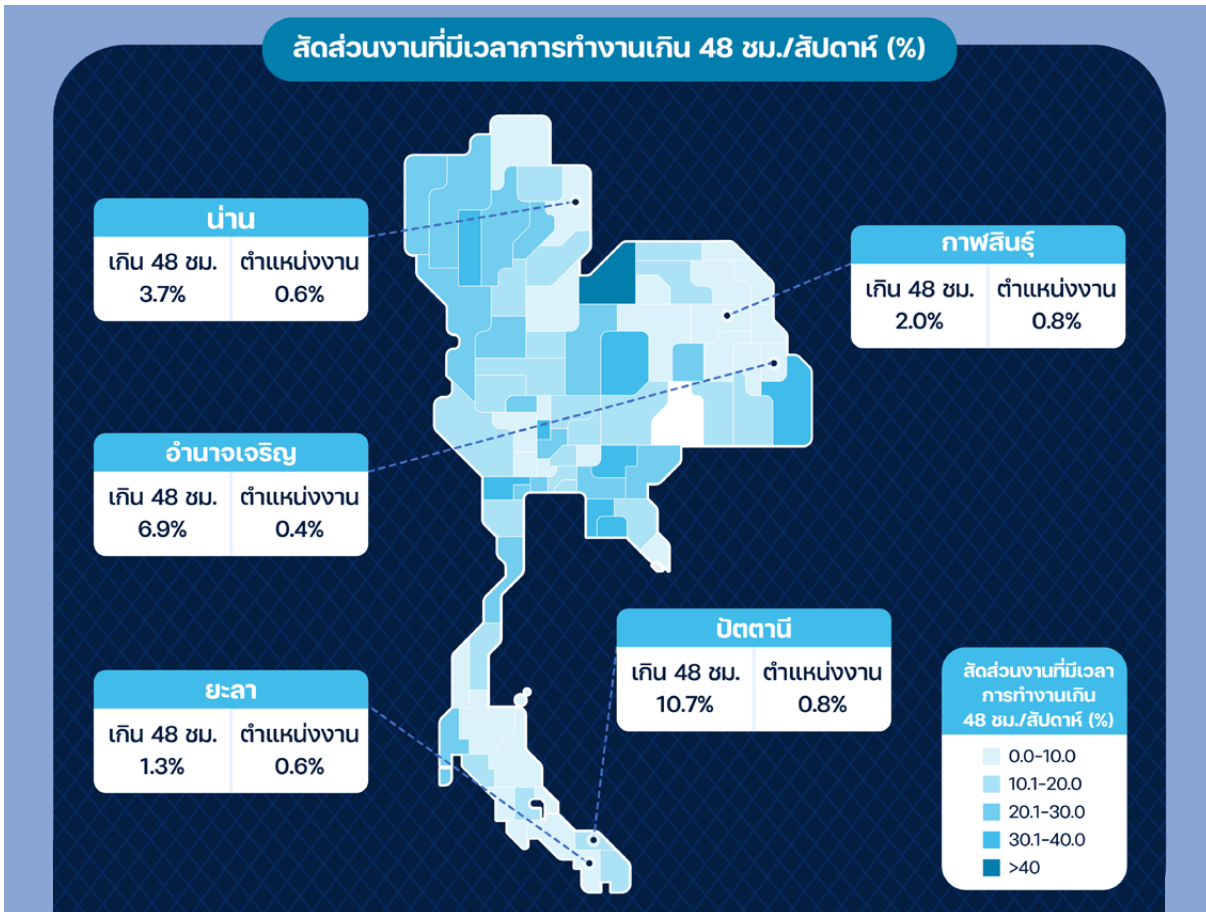 สัดส่วนงานที่มีเวลาการทำงานเกิน 48 ชม./สัปดาห์ (%)
น่าน
เกิน 48 ชม. ตำแหน่งงาน
3.7% 0.6%
กาฬสินธุ์
เกิน 48 ชม. ตำแหน่งงาน
2.0% 0.8%
อำนาจเจริญ
เกิน 48 ชม. ตำแหน่งงาน
6.9% 0.4%
ปัตตานี
เกิน 48 ชม. ตำแหน่งงาน
10.7% 0.8%
ยะลา
เกิน 48 ชม. ตำแหน่งงาน
1.3% 0.6%
สัดส่วนงานที่มีเวลา
การทำงานเกิน
48 ชม./สัปดาห์ (%)
0.0-10.0
10.1-20.0
20.1-30.0
30.1-40.0
>40